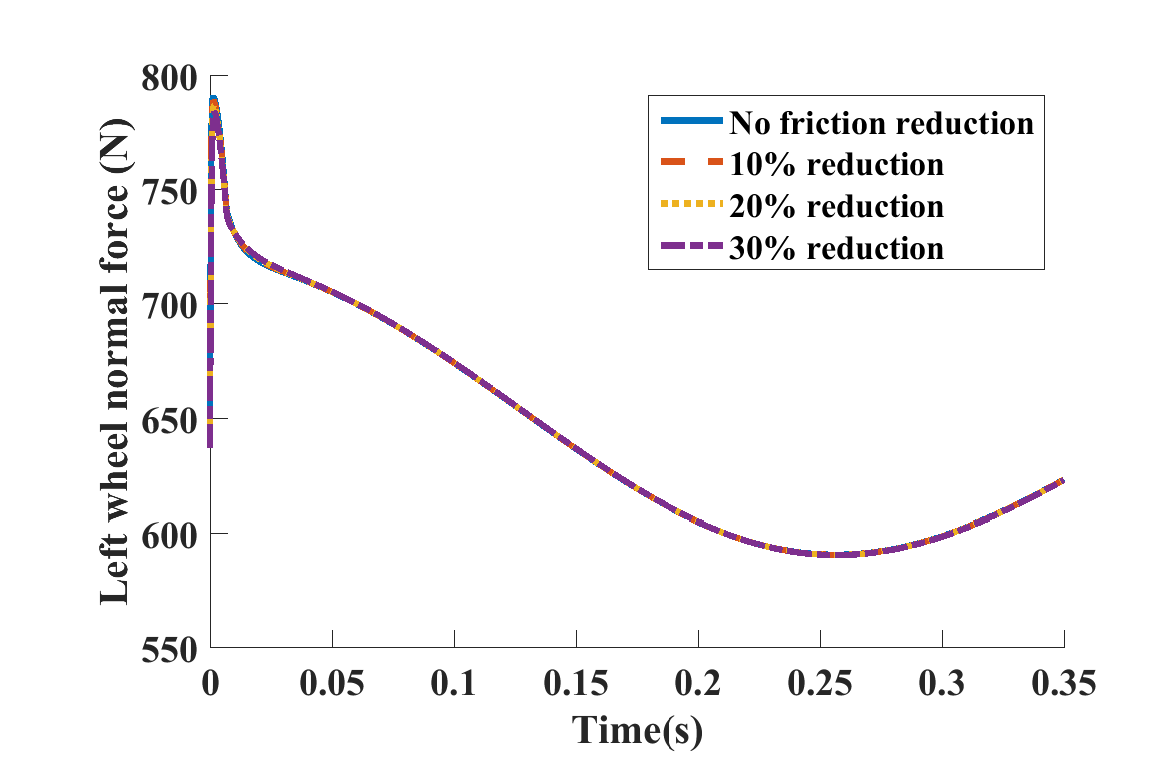 800
750
700
650
600
550
Left wheel normal force (N)
No friction reduction
10% reduction
20% reduction
30% reduction
0
0.05
0.1
0.15
0.2
0.25
0.3
0.35
Time(s)